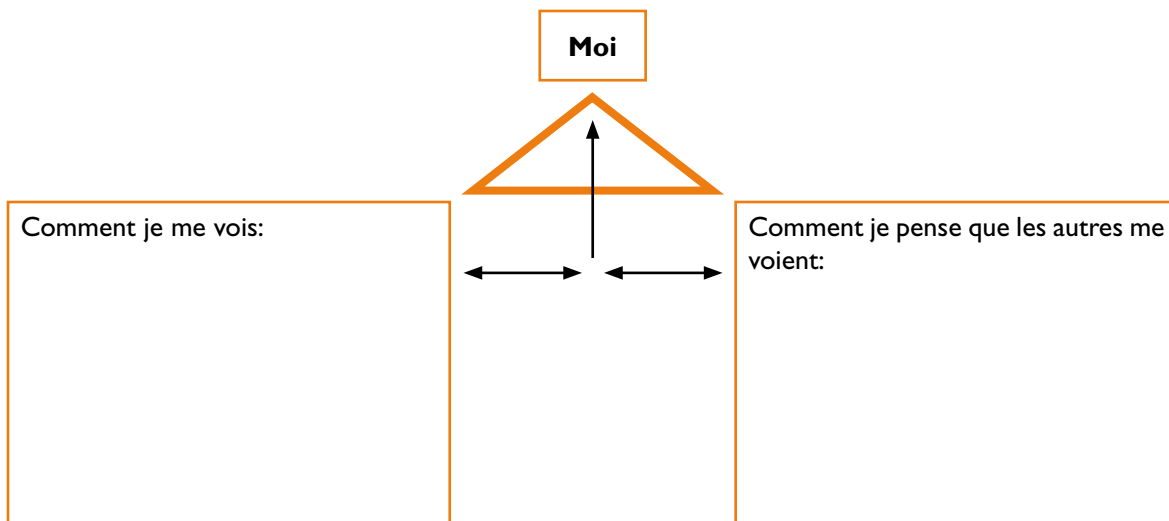 Moi
Comment je me vois:
Comment je pense que les autres me
voient: